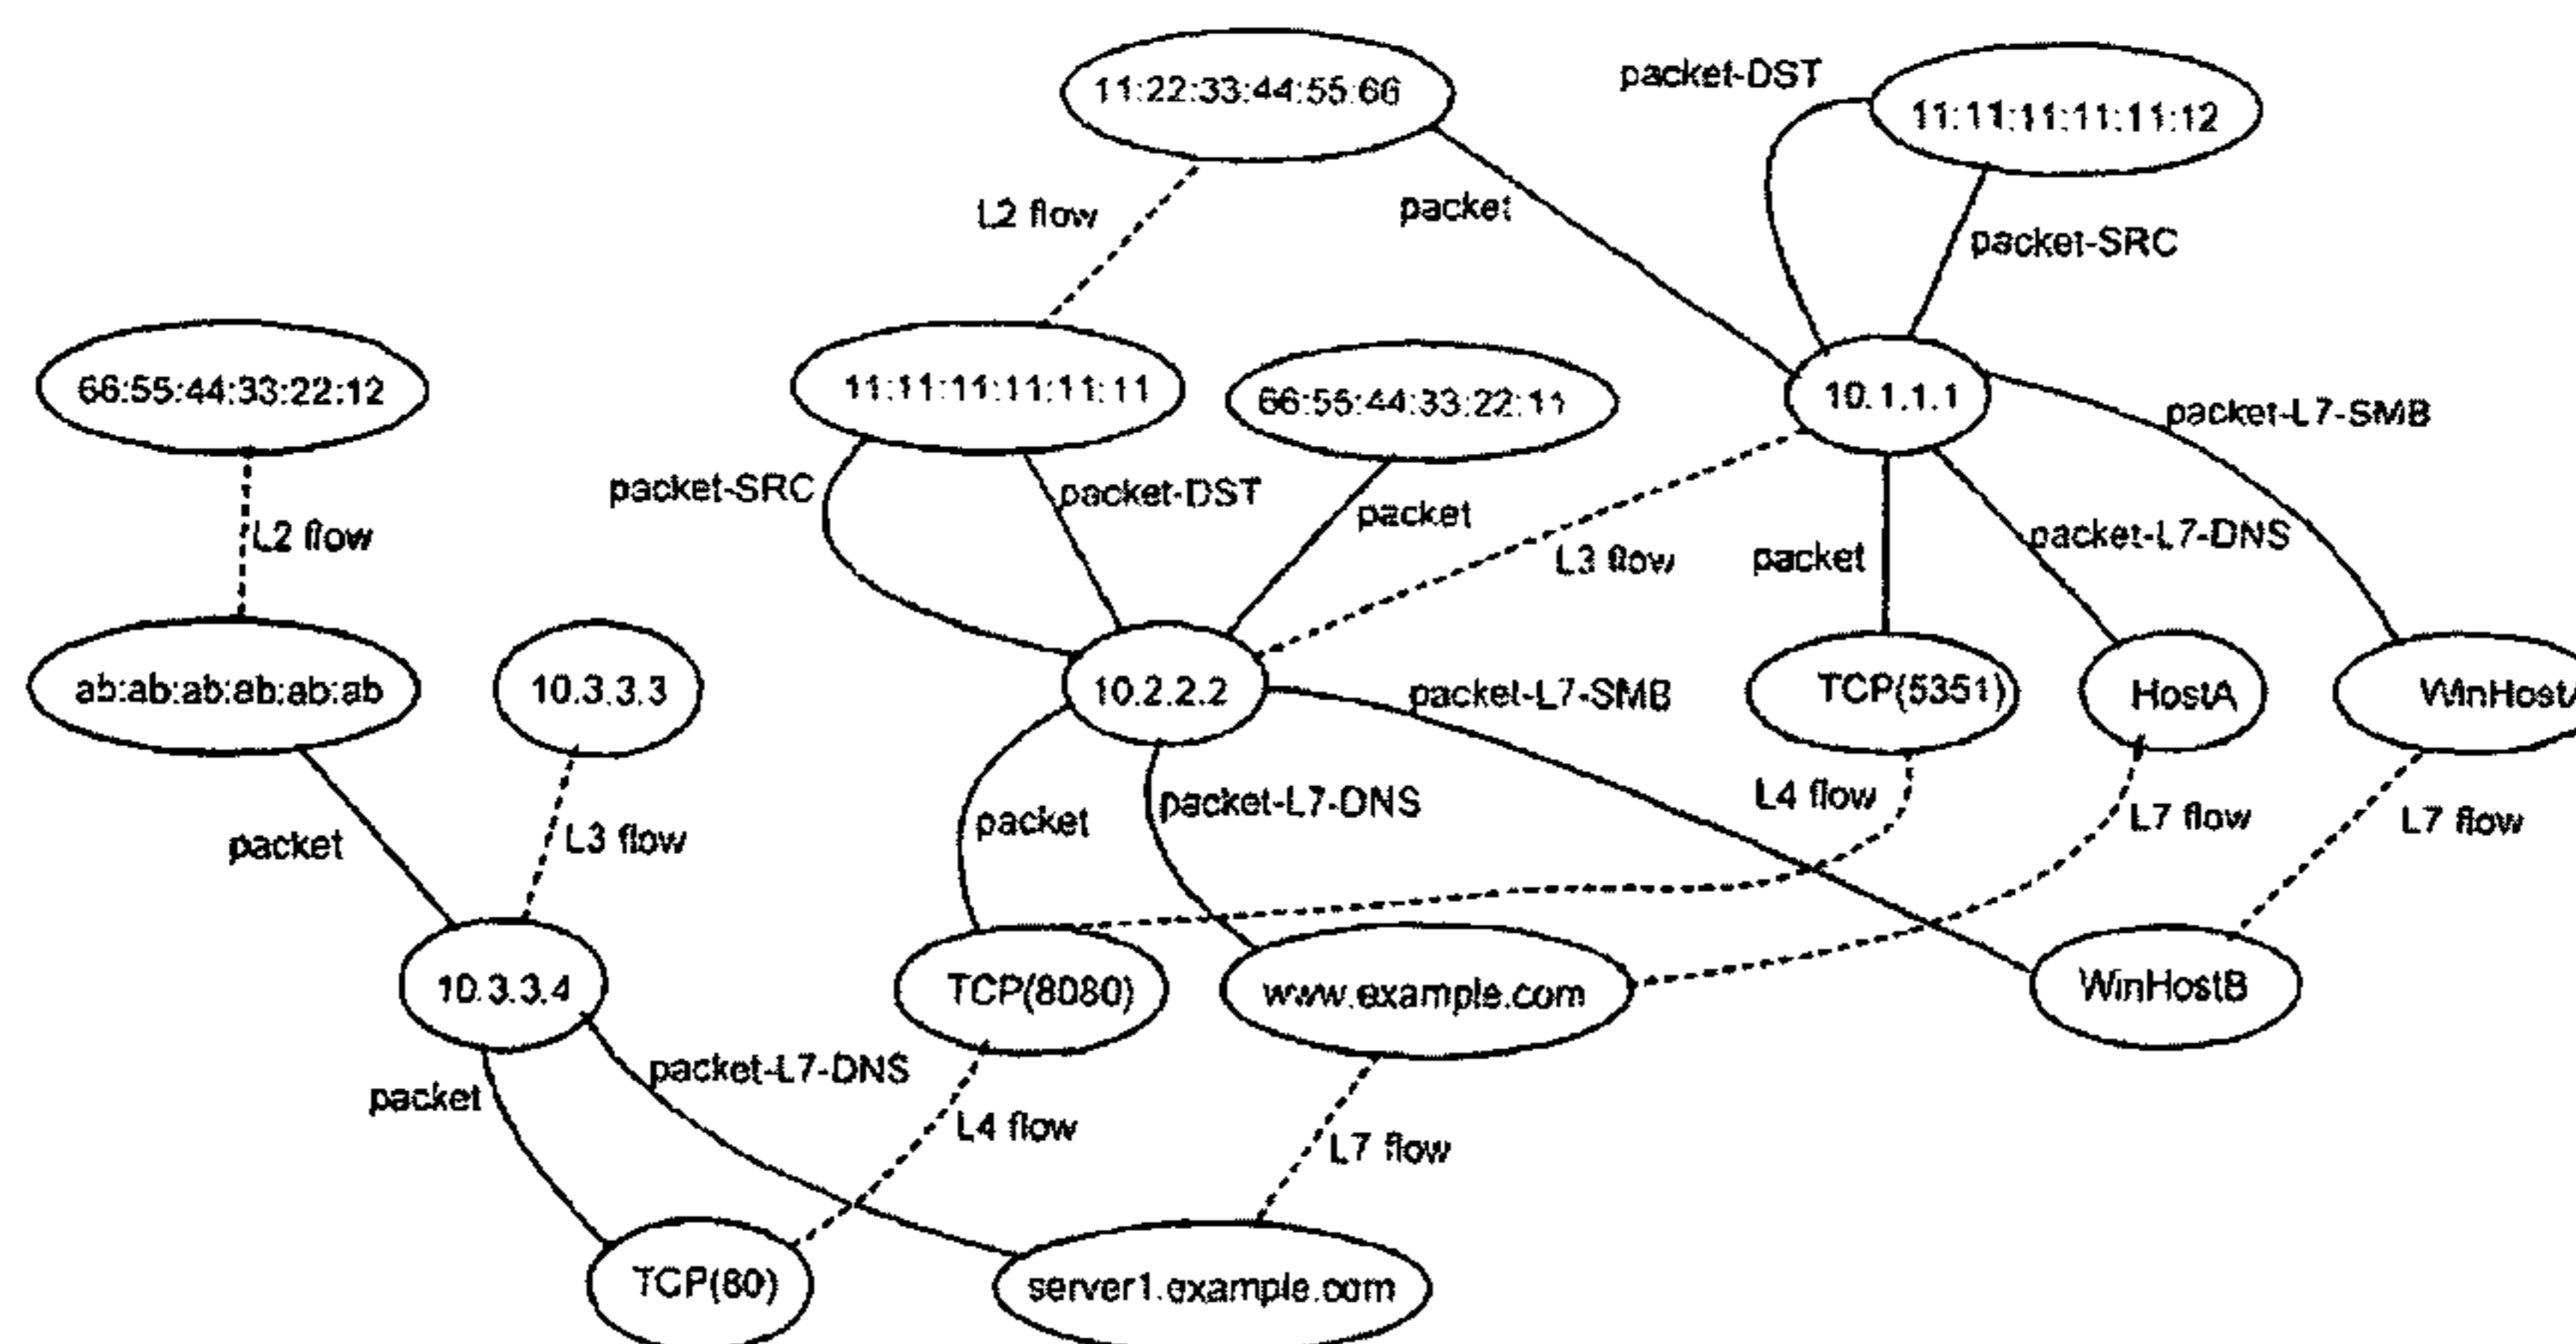 11:22:33:44:55:66
packet-DST
11:11:11:11:11:12
L2 flow
packet
packet-SRC
66:55:44:33:22:12
11:11:11:11:11:11
66:55:44:33:22:11
10.1.1.1
packet-L7-SMB
packet-SRC
packet-DST
packet
L2 flow
L3 flow
packet
packet-L7-DNS
ab:ab:ab:ab:ab:ab
10.3.3.3
10.2.2.2
packet-L7-SMB
TCP(5351)
HostA
WinHostA
packet
L3 flow
packet
packet-L7-DNS
L4 flow
L7 flow
L7 flow
10.3.3.4
TCP(8080)
www.example.com
WinHostB
packet
packet-L7-DNS
L4 flow
L7 flow
TCP(80)
server1.example.com